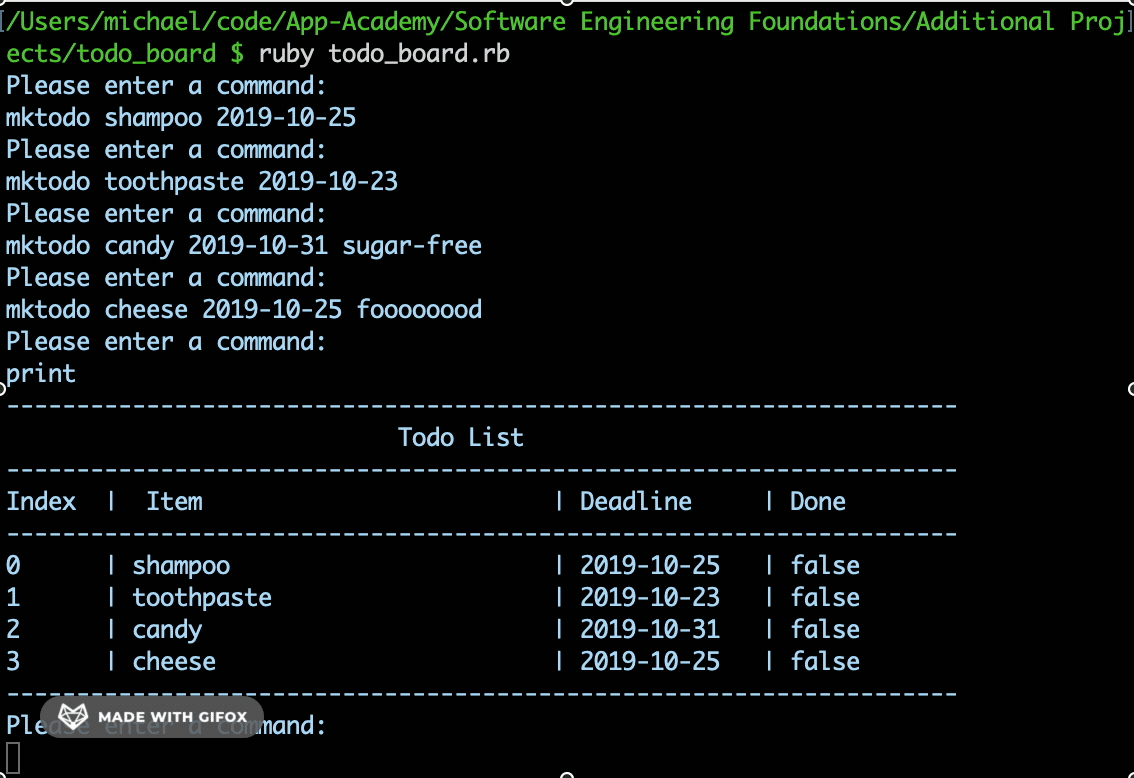 [/Users/michael/code/App-Academy/Software Engineering Foundations/Additional Proj]
ects/todo_board $ ruby todo_board.rb
Please enter a command:
mktodo shampoo 2019-10-25
Please enter a command:
mktodo toothpaste 2019-10-23
Please enter a command:
mktodo candy 2019-10-31 sugar-free
Please enter a command:
mktodo cheese 2019-10-25 foooooood
Please enter a command:
print
--------------------------------------------------------------------
Todo List
--------------------------------------------------------------------
Index | Item | Deadline | Done
--------------------------------------------------------------------
0 | shampoo | 2019-10-25 | false
1 | toothpaste | 2019-10-23 | false
2 | candy | 2019-10-31 | false
3 | cheese | 2019-10-25 | false
--------------------------------------------------------------------
Please enter a command:
MADE WITH GIFOX